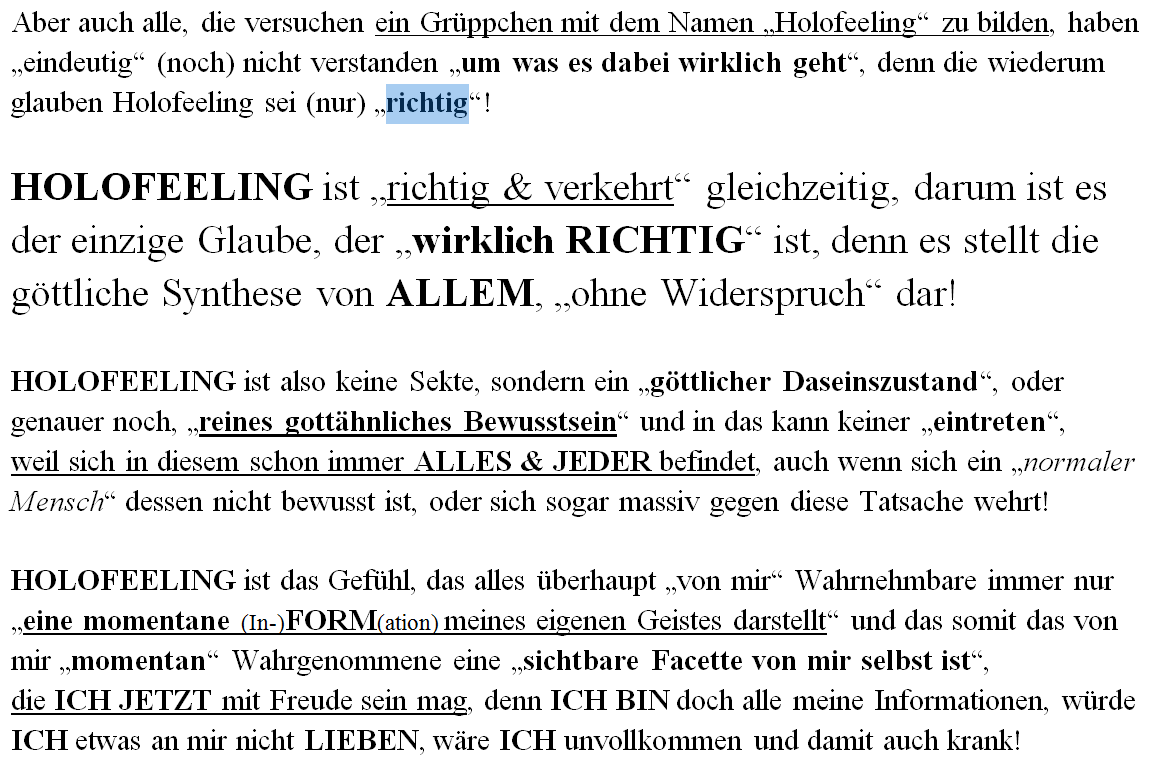 Aber auch alle, die versuchen ein Grüppchen mit dem Namen „Holofeeling“ zu bilden, haben
„eindeutig“ (noch) nicht verstanden „um was es dabei wirklich geht“, denn die wiederum
glauben Holofeeling sei (nur) „richtig“!
HOLOFEELING ist „richtig & verkehrt“ gleichzeitig, darum ist es
der einzige Glaube, der „wirklich RICHTIG“ ist, denn es stellt die
göttliche Synthese von ALLEM, „ohne Widerspruch“ dar!
HOLOFEELING ist also keine Sekte, sondern ein „göttlicher Daseinszustand“, oder
genauer noch, „reines gottähnliches Bewusstsein“ und in das kann keiner „eintreten“,
weil sich in diesem schon immer ALLES & JEDER befindet, auch wenn sich ein „normaler
Mensch“ dessen nicht bewusst ist, oder sich sogar massiv gegen diese Tatsache wehrt!
HOLOFEELING ist das Gefühl, das alles überhaupt „von mir“ Wahrnehmbare immer nur
„eine momentane (In-)FORM(ation) meines eigenen Geistes darstellt“ und das somit das von
mir „momentan“ Wahrgenommene eine „sichtbare Facette von mir selbst ist“,
die ICH JETZT mit Freude sein mag, denn ICH BIN doch alle meine Informationen, würde
ICH etwas an mir nicht LIEBEN, wäre ICH unvollkommen und damit auch krank!